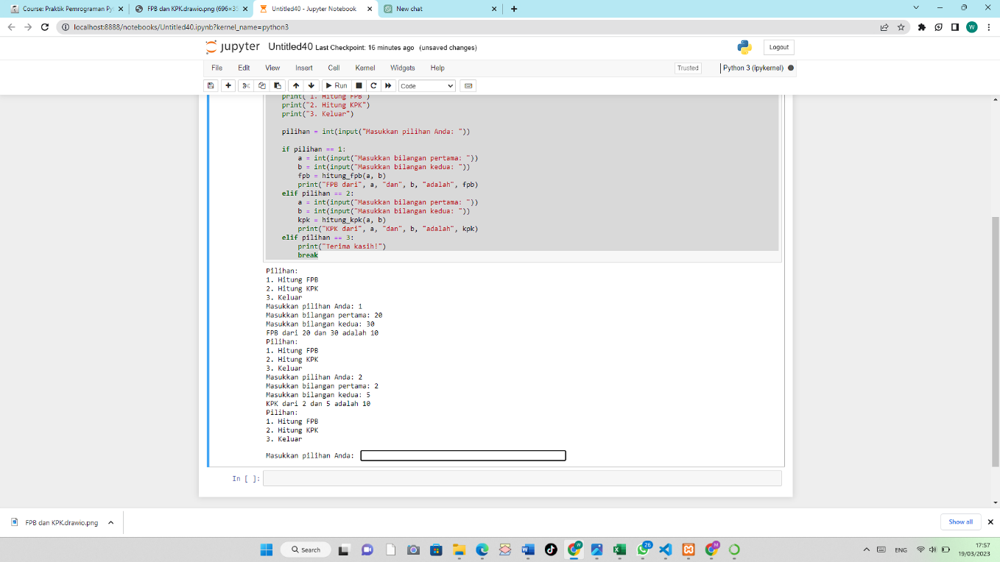 Course: Praktik Pemrograman Py
FPB dan KPK.drawio.png (696×35
Untitled40 - Jupyter Notebook
New chat
localhost:8888/notebooks/Untitled40.ipynb?kernel_name=python3
W
jupyter Untitled40 Last Checkpoint: 16 minutes ago (unsaved changes)
Logout
File Edit View Insert Cell Kernel Widgets Help
Trusted
Python 3 (ipykernel)
Run
Code
print("1. Hitung FPB")
print("2. Hitung KPK")
print("3. Keluar")
pilihan = int(input("Masukkan pilihan Anda: "))
if pilihan == 1:
a = int(input("Masukkan bilangan pertama: "))
b = int(input("Masukkan bilangan kedua: "))
fpb = hitung_fpb(a, b)
print("FPB dari", a, "dan", b, "adalah", fpb)
elif pilihan == 2:
a = int(input("Masukkan bilangan pertama: "))
b = int(input("Masukkan bilangan kedua: "))
kpk = hitung_kpk(a, b)
print("KPK dari", a, "dan", b, "adalah", kpk)
elif pilihan == 3:
print("Terima kasih!")
break
Pilihan:
1. Hitung FPB
2. Hitung KPK
3. Keluar
Masukkan pilihan Anda: 1
Masukkan bilangan pertama: 20
Masukkan bilangan kedua: 30
FPB dari 20 dan 30 adalah 10
Pilihan:
1. Hitung FPB
2. Hitung KPK
3. Keluar
Masukkan pilihan Anda: 2
Masukkan bilangan pertama: 2
Masukkan bilangan kedua: 5
KPK dari 2 dan 5 adalah 10
Pilihan:
1. Hitung FPB
2. Hitung KPK
3. Keluar
Masukkan pilihan Anda:
In [ ]:
FPB dan KPK.drawio.png
Show all
Search
W
26
M
ENG
17:57
19/03/2023